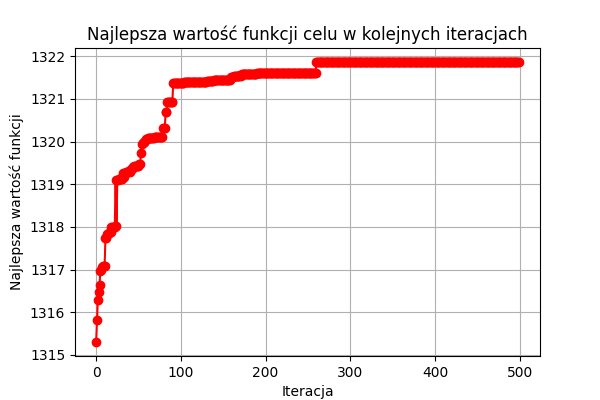 Najlepsza wartość funkcji celu w kolejnych iteracjach
1322
1321
1320
1319
1318
1317
1316
1315
Najlepsza wartość funkcji
0 100 200 300 400 500
Iteracja